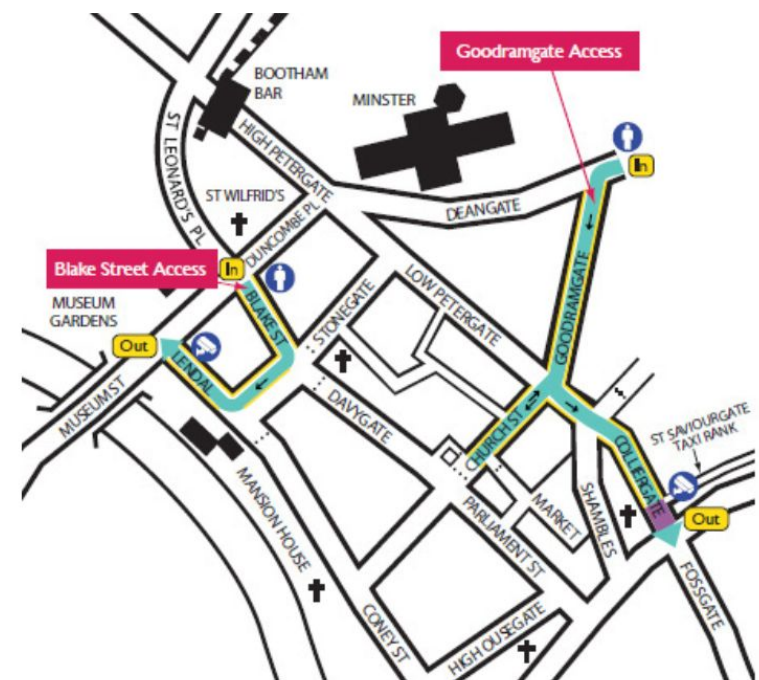 Goodramgate Access
BOOTHAM
BAR
MINSTER
ST LEONARD'S PL
HIGH PETERGATE
In
ST WILFRID'S
DEANGATE
DUNCOMBE PL
Blake Street Access
In
MUSEUM
GARDENS
BLAKE ST
STONEGATE
LOW PETERGATE
GOODRAMGATE
Out
LENDAL
MUSEUM ST
DAVYGATE
CHURCH ST
COLLIERGATE
ST SAVIOURGATE
TAXI RANK
MANSION HOUSE
PARLIAMENT ST
MARKET
SHAMBLES
Out
FOSSGATE
CONEY ST
HIGH OUSEGATE